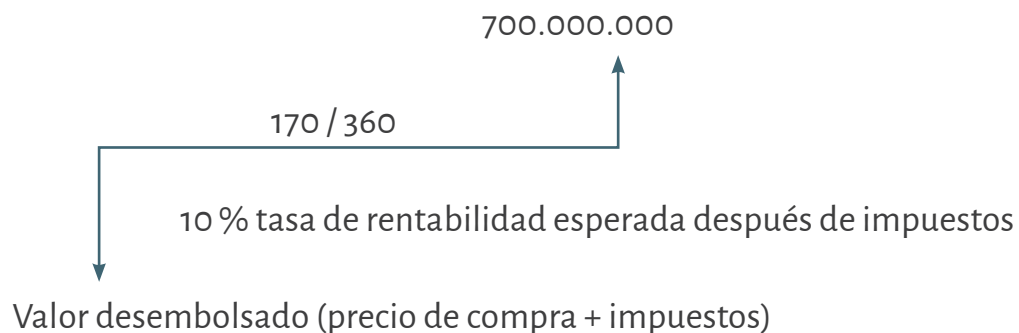 700.000.000
170 / 360
10 % tasa de rentabilidad esperada después de impuestos
Valor desembolsado (precio de compra + impuestos)